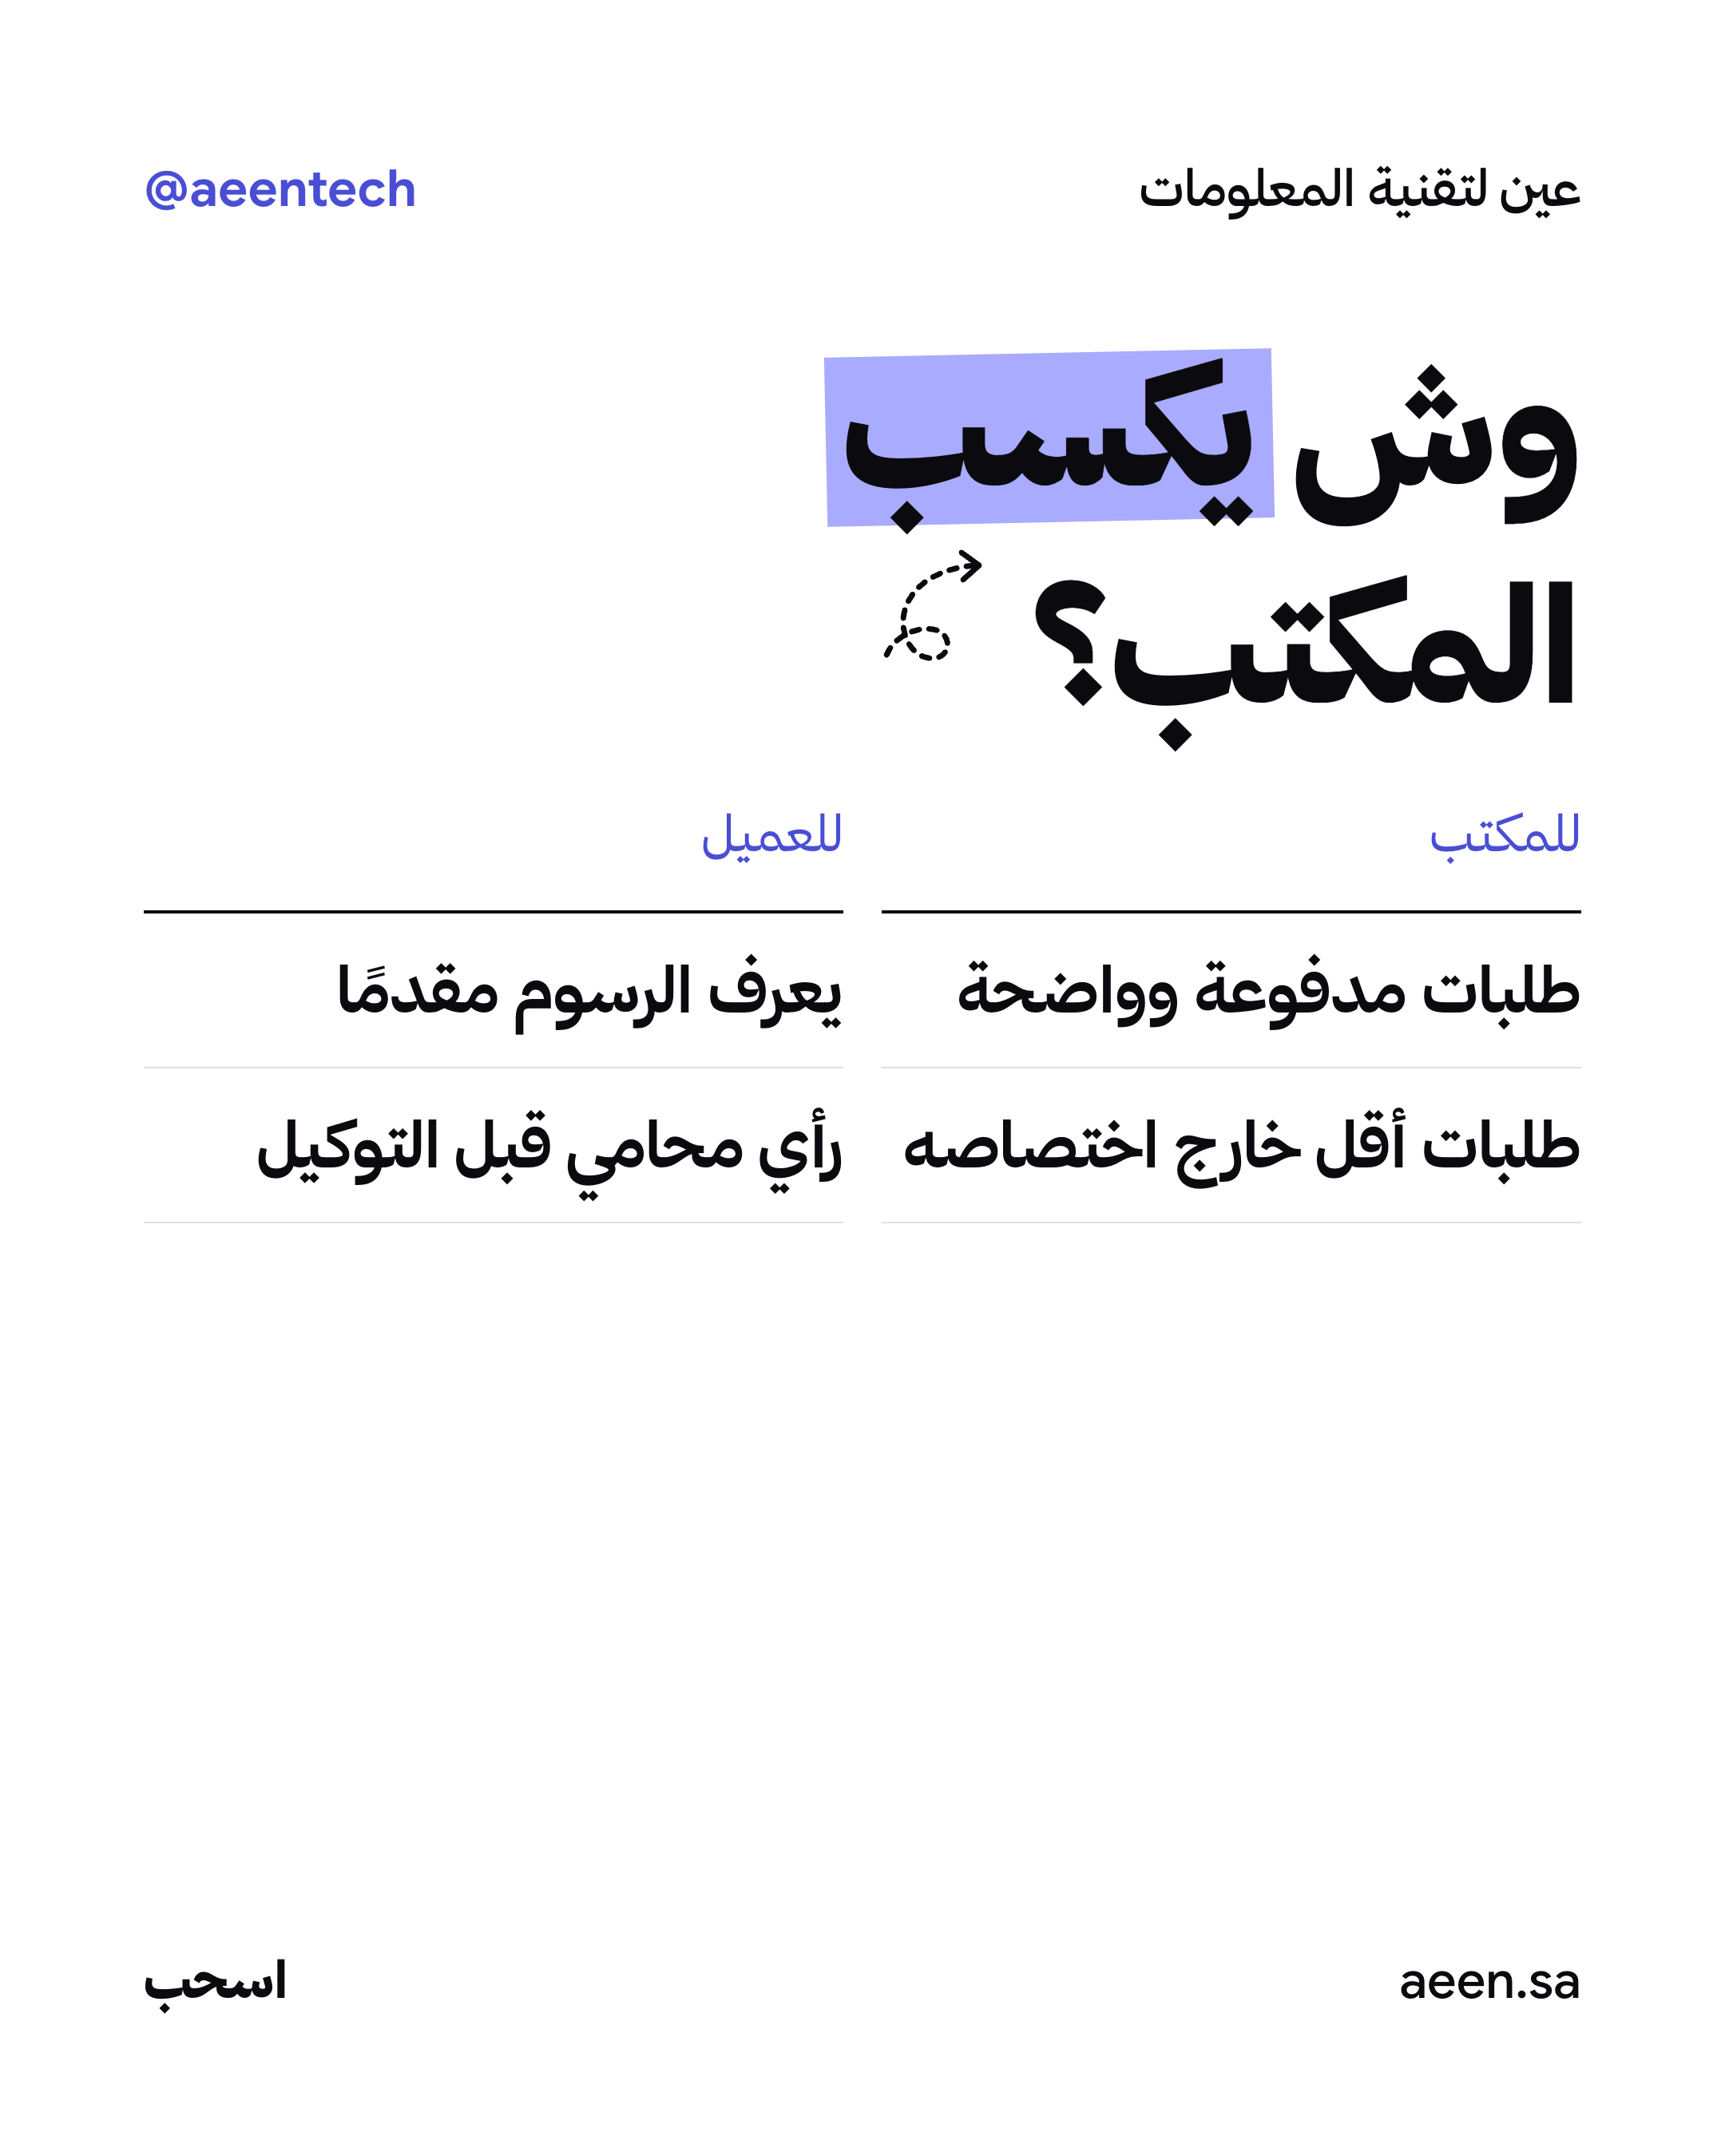 عين لتقنية المعلومات
@aeentech
وش يكسب
المكتب؟
للمكتب
طلبات مدفوعة وواضحة
طلبات أقل خارج اختصاصه
للعميل
يعرف الرسوم مقدمًا
رأي محامي قبل التوكيل
aeen.sa
اسحب